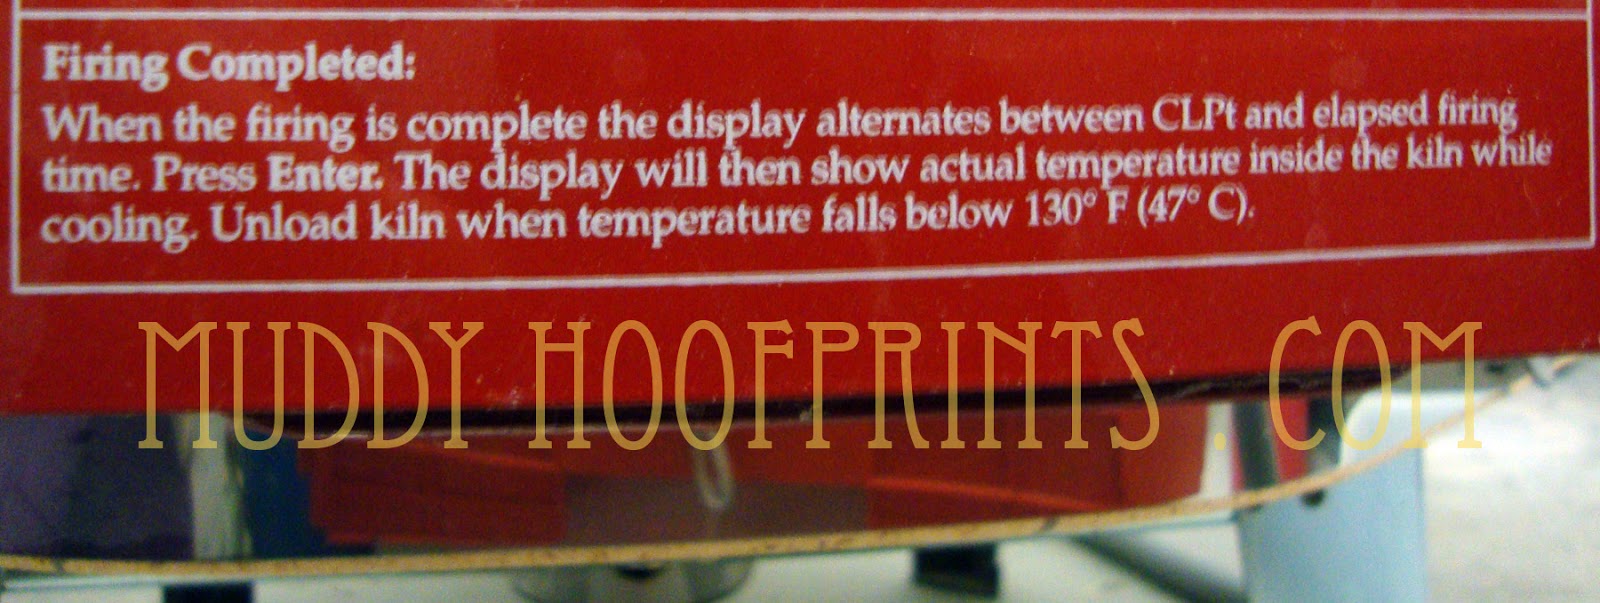 Firing Completed:
When the firing is complete the display alternates between CLPt and elapsed firing
time. Press Enter. The display will then show actual temperature inside the kiln while
cooling. Unload kiln when temperature falls below 130° F (47° C).
MUDDY HOOFPRINTS . COM